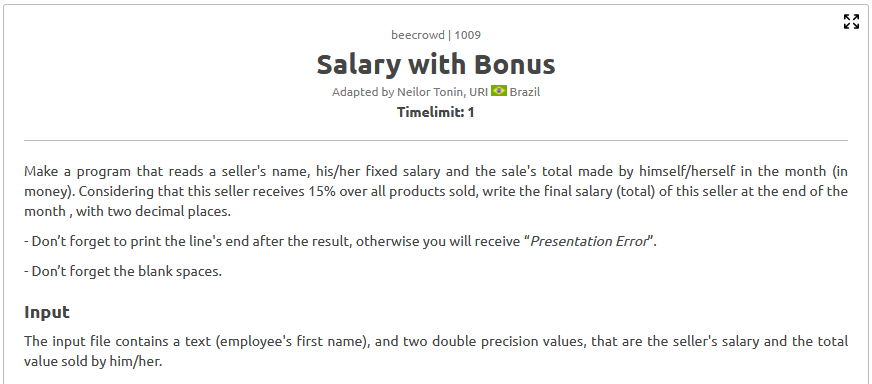 beecrowd | 1009
Salary with Bonus
Adapted by Neilor Tonin, URI Brazil
Timelimit: 1
Make a program that reads a seller's name, his/her fixed salary and the sale's total made by himself/herself in the month (in
money). Considering that this seller receives 15% over all products sold, write the final salary (total) of this seller at the end of the
month , with two decimal places.
- Don’t forget to print the line's end after the result, otherwise you will receive “Presentation Error”.
- Don’t forget the blank spaces.
Input
The input file contains a text (employee's first name), and two double precision values, that are the seller's salary and the total
value sold by him/her.